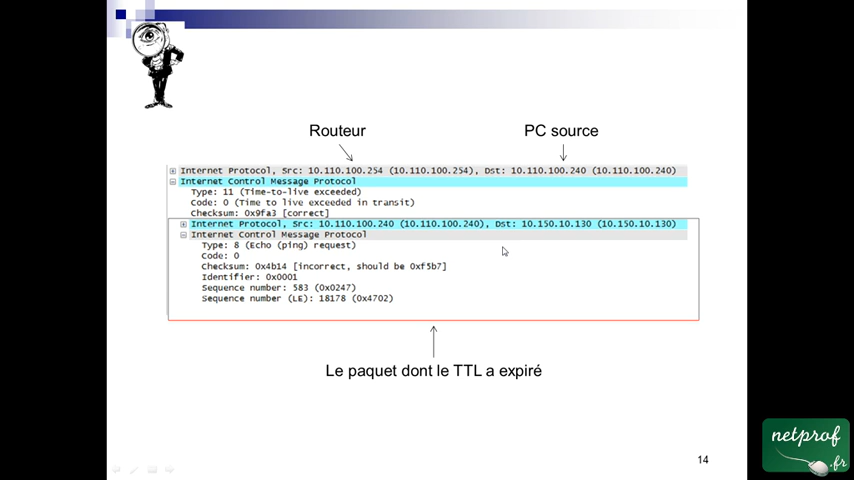 Routeur
PC source
Internet Protocol, Src: 10.110.100.254 (10.110.100.254), Dst: 10.110.100.240 (10.110.100.240)
Internet Control Message Protocol
Type: 11 (Time-to-live exceeded)
Code: 0 (Time to live exceeded in transit)
Checksum: 0x9fa3 [correct]
Internet Protocol, Src: 10.110.100.240 (10.110.100.240), Dst: 10.150.10.130 (10.150.10.130)
Internet Control Message Protocol
Type: 8 (Echo (ping) request)
Code: 0
Checksum: 0x4b14 [incorrect, should be 0xf5b7]
Identifier: 0x0001
Sequence number: 583 (0x0247)
Sequence number (LE): 18178 (0x4702)
Le paquet dont le TTL a expiré
14
netprof
.fr